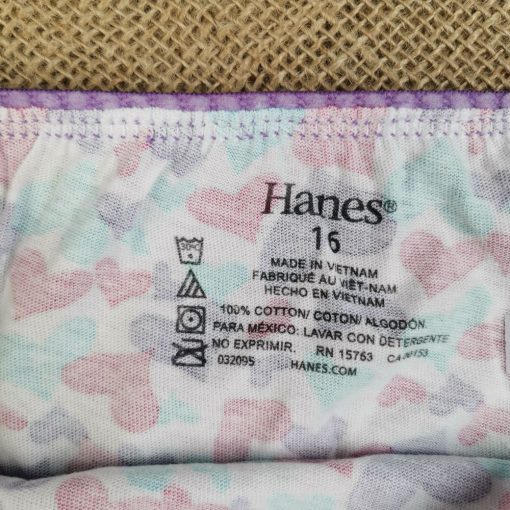 Hanes®
16
MADE IN VIETNAM
FABRIQUÉ AU VIÊT-NAM
HECHO EN VIETNAM
100% COTTON/ COTON/ ALGODÓN
PARA MÉXICO: LAVAR CON DETERGENTE
NO EXPRIMIR. RN 15763 CA
032095 HANES.COM